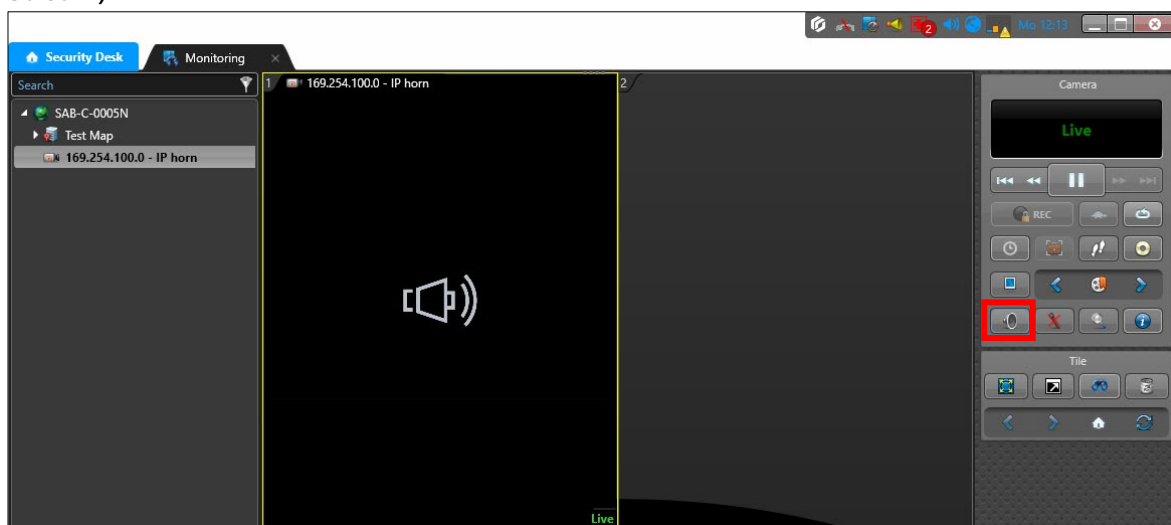 2 Mo 12:13
Security Desk Monitoring
Search
SAB-C-0005N
Test Map
169.254.100.0 - IP horn
1 169.254.100.0 - IP horn
2
Live
Camera
Live
REC
Tile